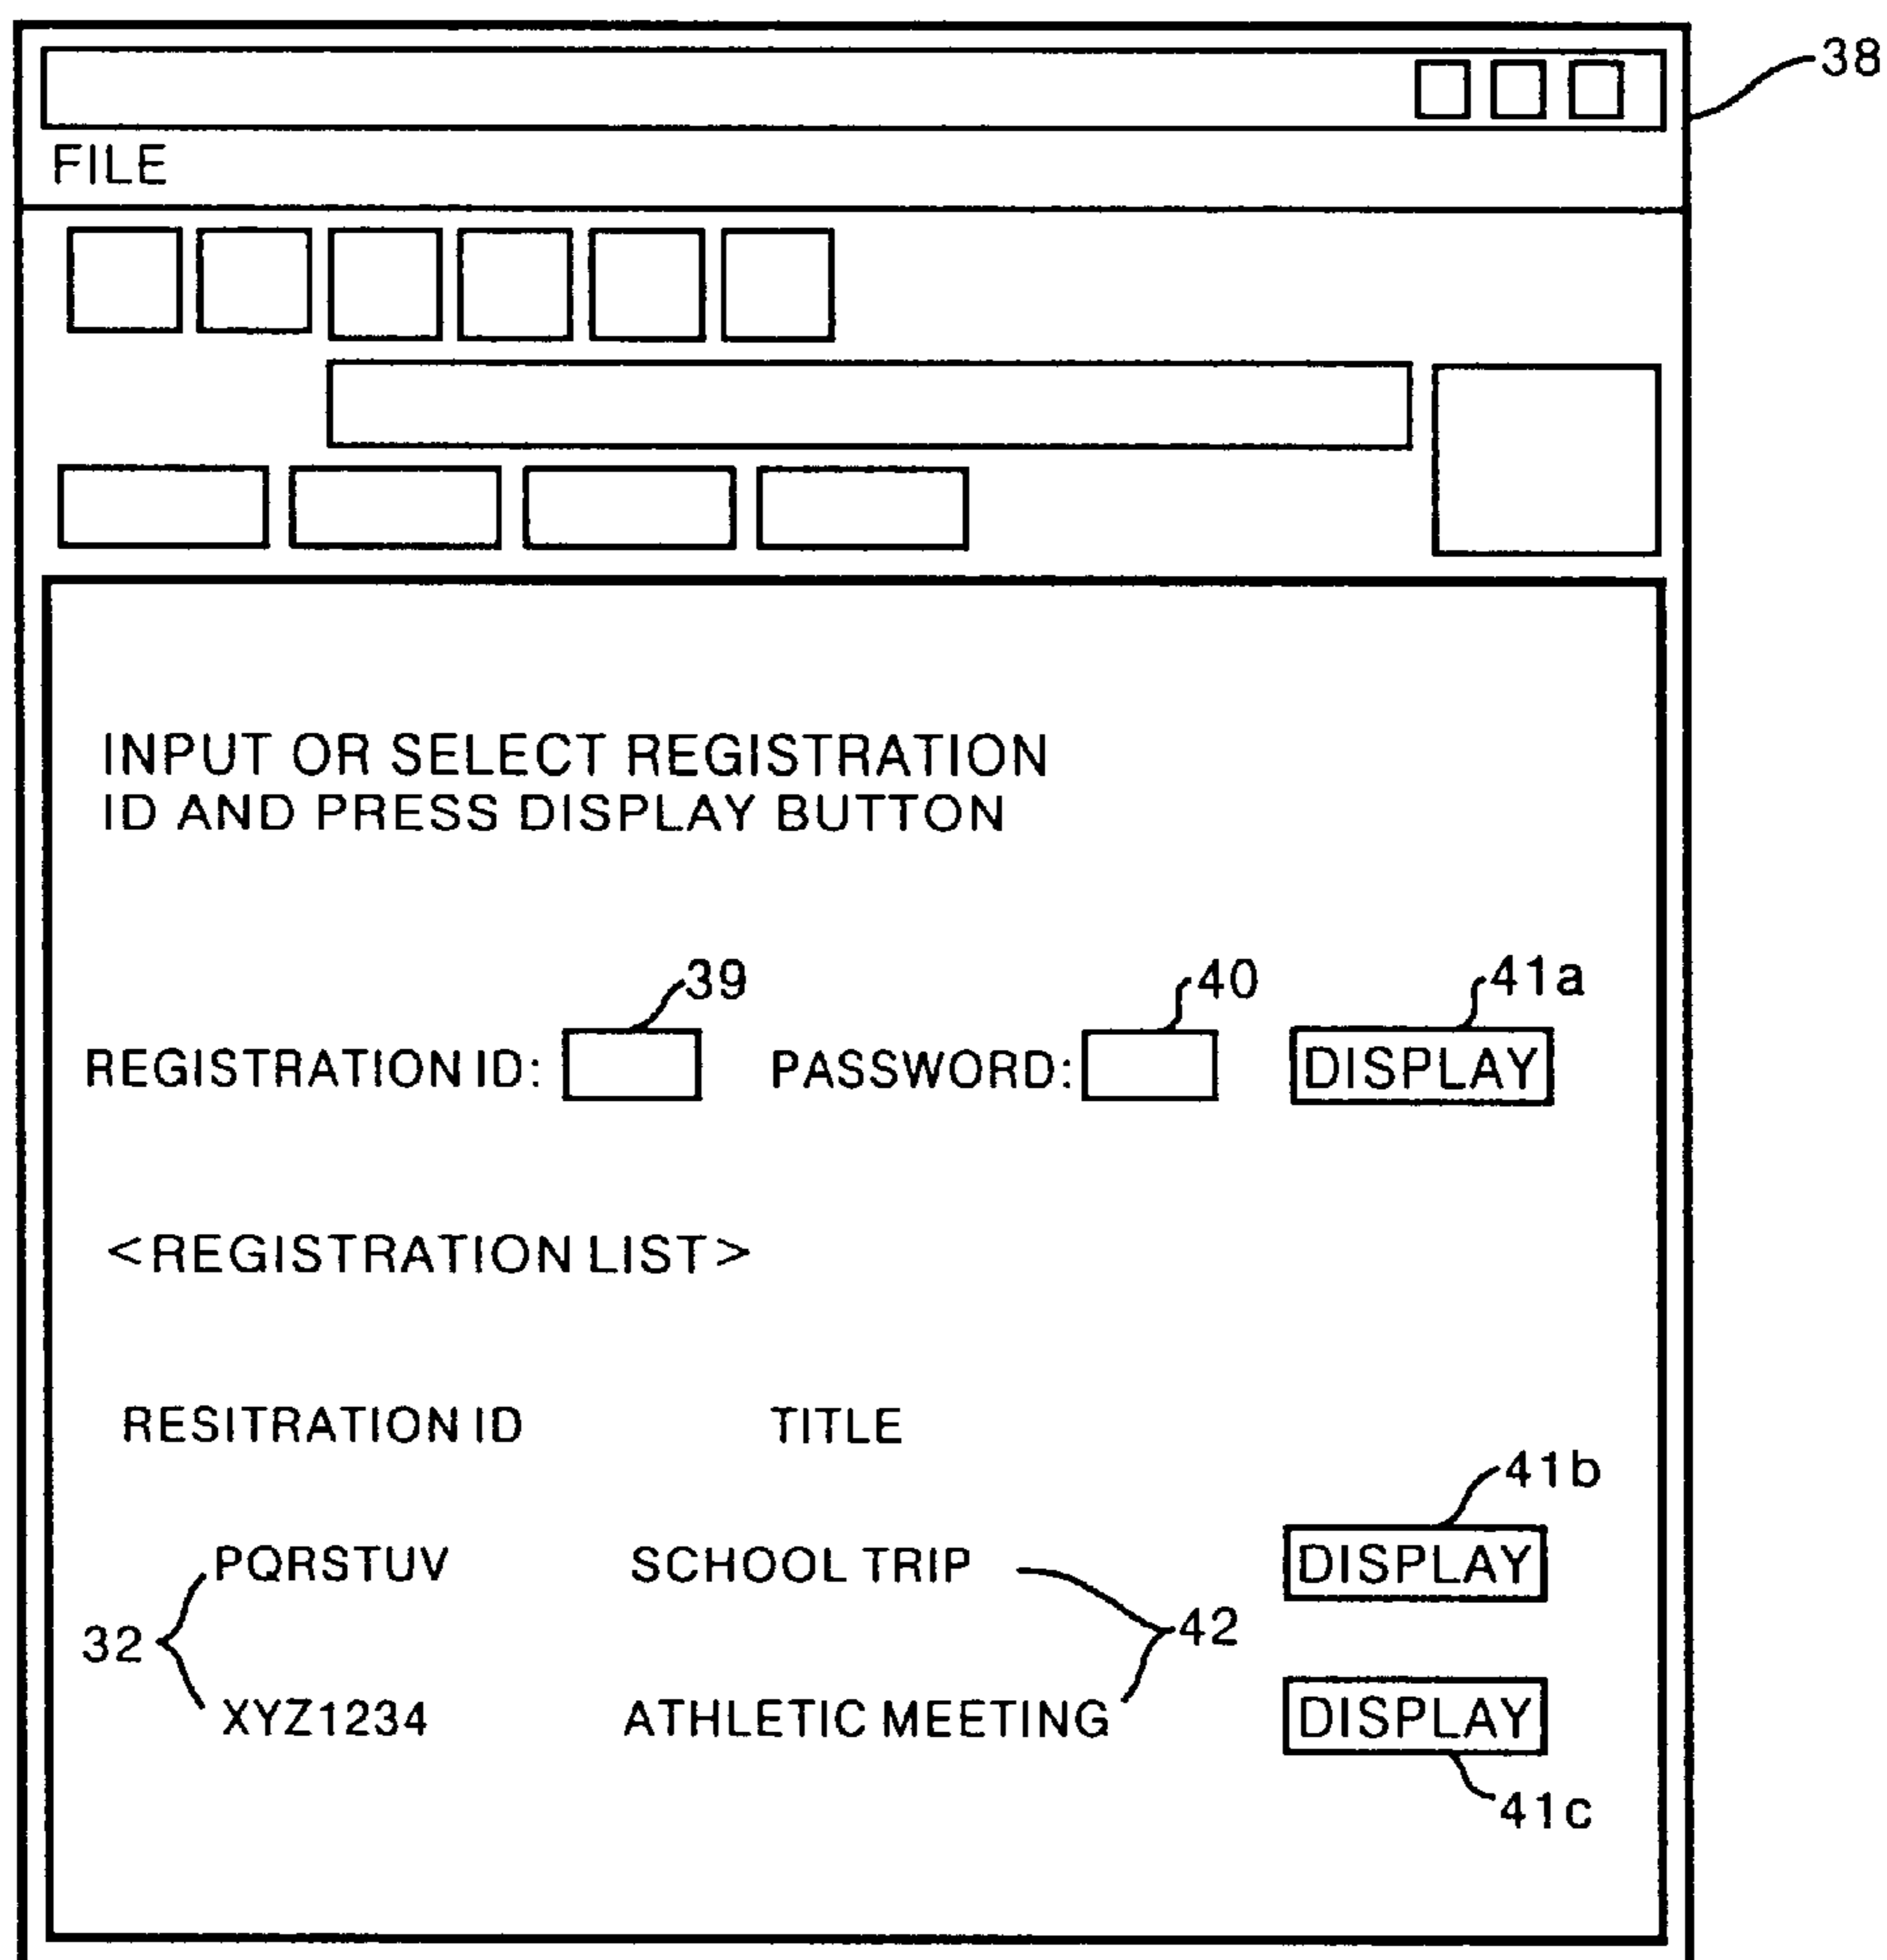 38
FILE
INPUT OR SELECT REGISTRATION
ID AND PRESS DISPLAY BUTTON
39 40 41a
REGISTRATION ID: PASSWORD: DISPLAY
<REGISTRATION LIST>
RESITRATION ID TITLE
41b
PQRSTUV SCHOOL TRIP DISPLAY
32 42
XYZ1234 ATHLETIC MEETING DISPLAY
41c